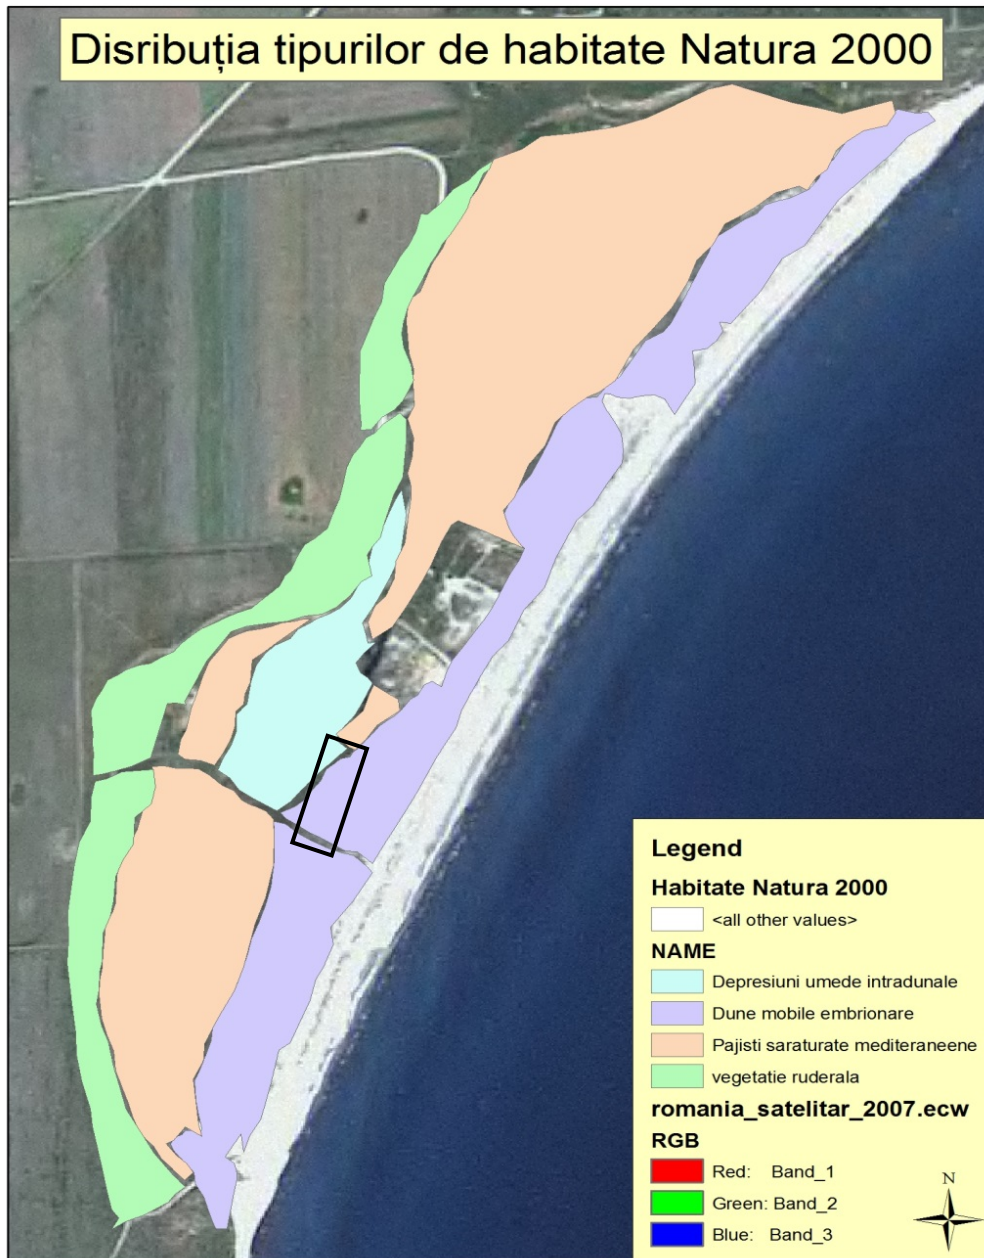 Disribuția tipurilor de habitate Natura 2000
Legend
Habitate Natura 2000
<all other values>
NAME
Depresiuni umede intradunale
Dune mobile embrionare
Pajisti saraturate mediteraneene
vegetatie ruderala
romania_satelitar_2007.ecw
RGB
Red: Band_1
Green: Band_2
Blue: Band_3
N